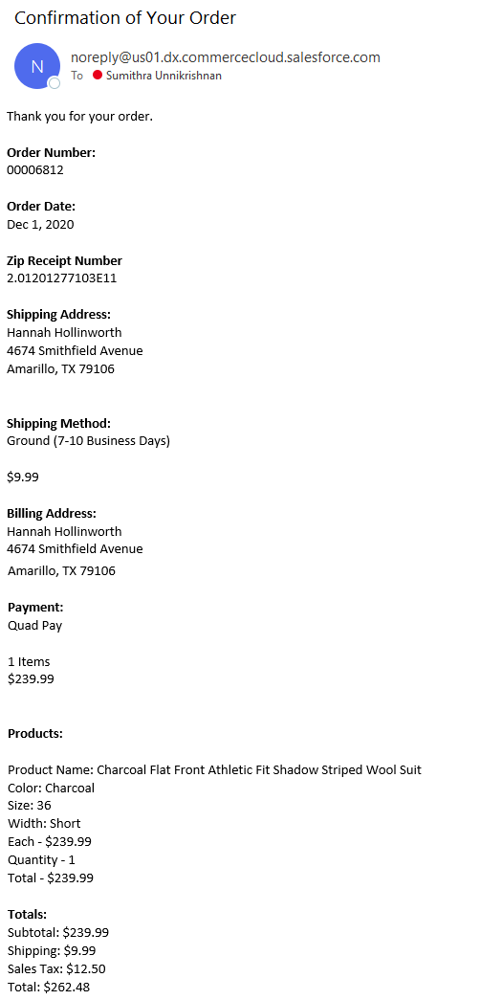 Confirmation of Your Order
N
noreply@us01.dx.commercecloud.salesforce.com
To Sumithra Unnikrishnan
Thank you for your order.
Order Number:
00006812
Order Date:
Dec 1, 2020
Zip Receipt Number
2.01201277103E11
Shipping Address:
Hannah Hollinworth
4674 Smithfield Avenue
Amarillo, TX 79106
Shipping Method:
Ground (7-10 Business Days)
$9.99
Billing Address:
Hannah Hollinworth
4674 Smithfield Avenue
Amarillo, TX 79106
Payment:
Quad Pay
1 Items
$239.99
Products:
Product Name: Charcoal Flat Front Athletic Fit Shadow Striped Wool Suit
Color: Charcoal
Size: 36
Width: Short
Each - $239.99
Quantity - 1
Total - $239.99
Totals:
Subtotal: $239.99
Shipping: $9.99
Sales Tax: $12.50
Total: $262.48